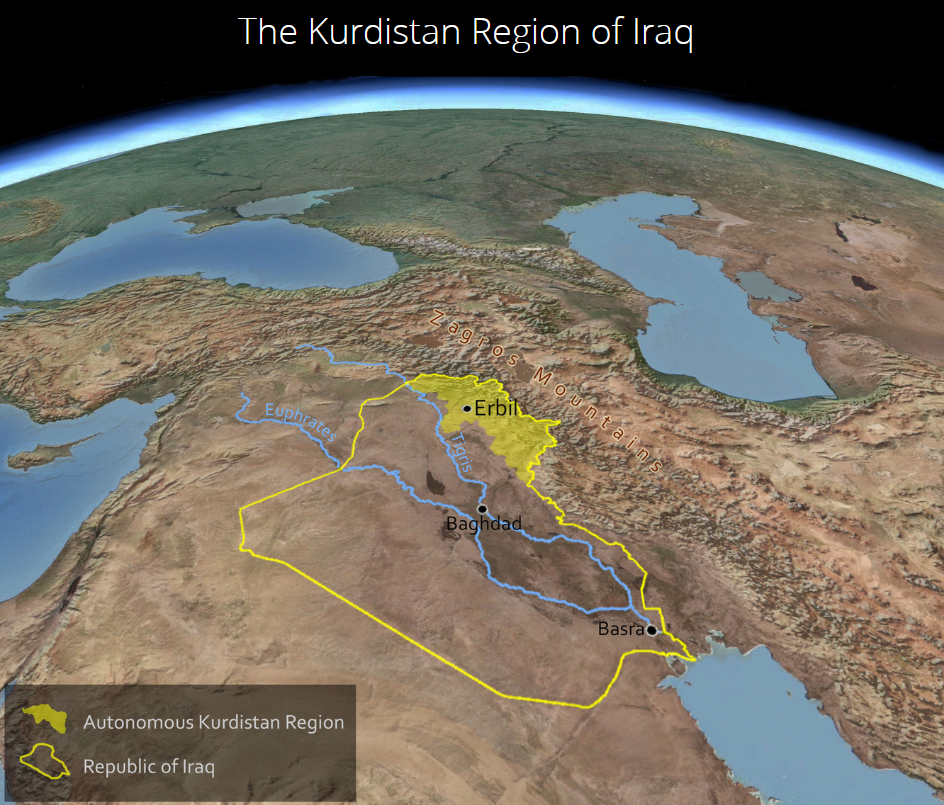 The Kurdistan Region of Iraq
Zagros Mountains
Erbil
Euphrates
Tigris
Baghdad
Basra
Autonomous Kurdistan Region
Republic of Iraq